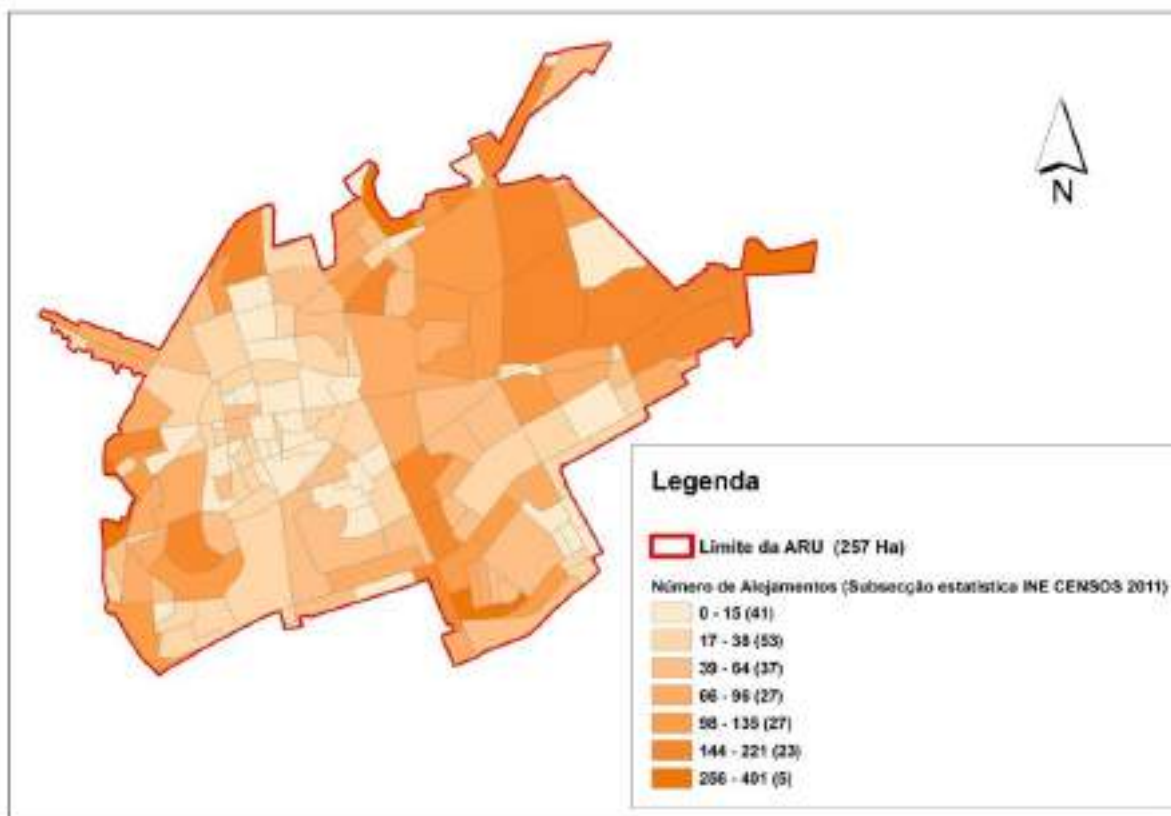 N
Legenda
Limite da ARU (257 Ha)
Número de Alojamentos (Subsecção estatística INE CENSOS 2011)
0 - 15 (41)
17 - 38 (53)
39 - 64 (37)
66 - 96 (27)
98 - 135 (27)
144 - 221 (23)
256 - 401 (5)